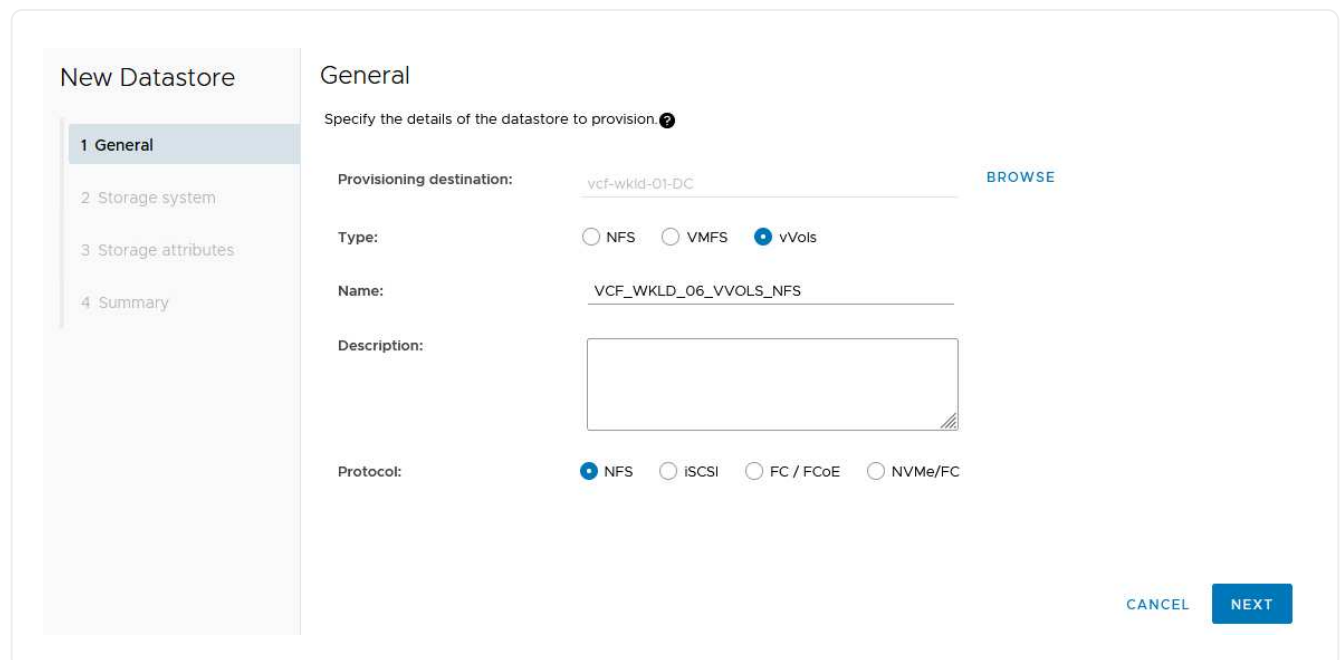 New Datastore
1 General
2 Storage system
3 Storage attributes
4 Summary
General
Specify the details of the datastore to provision.?
Provisioning destination: vcf-wkld-01-DC BROWSE
Type: NFS VMFS vVols
Name: VCF_WKLD_06_VVOLS_NFS
Description:
Protocol: NFS iSCSI FC / FCoE NVMe/FC
CANCEL NEXT